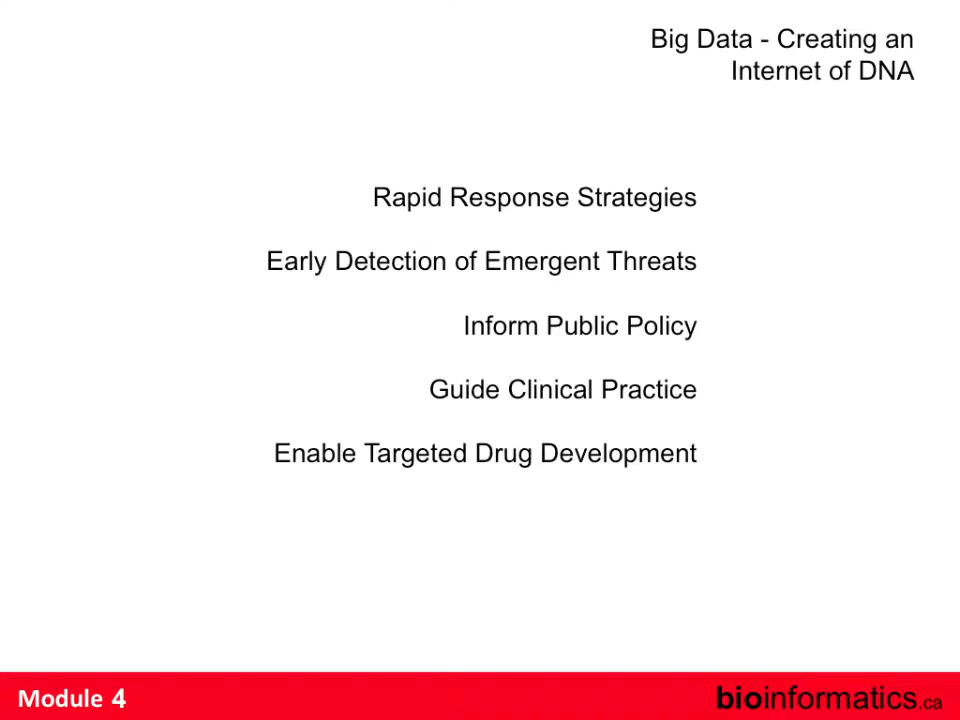 Big Data - Creating an
Internet of DNA
Rapid Response Strategies
Early Detection of Emergent Threats
Inform Public Policy
Guide Clinical Practice
Enable Targeted Drug Development
Module 4
bioinformatics.ca